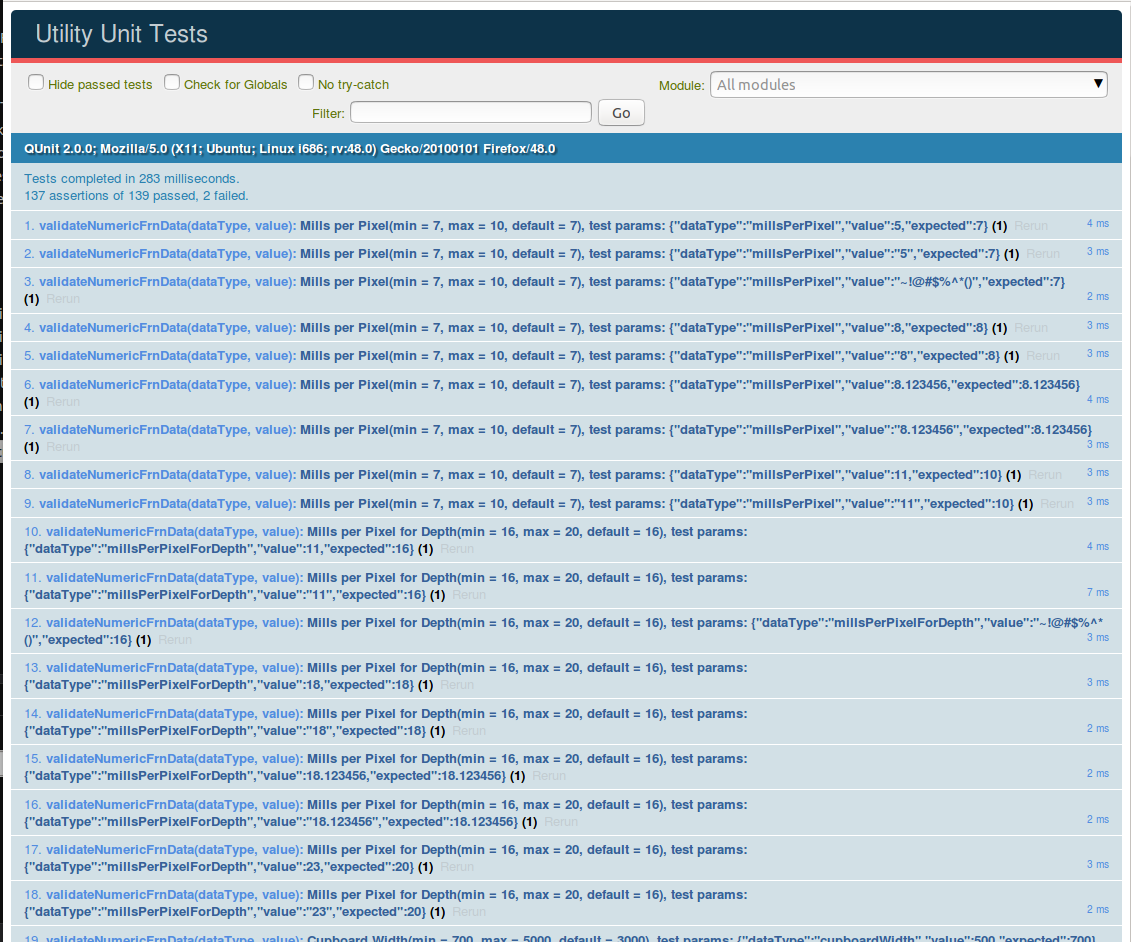 Utility Unit Tests
Hide passed tests Check for Globals No try-catch Module: All modules
Filter: Go
QUnit 2.0.0; Mozilla/5.0 (X11; Ubuntu; Linux i686; rv:48.0) Gecko/20100101 Firefox/48.0
Tests completed in 283 milliseconds.
137 assertions of 139 passed, 2 failed.
1. validateNumericFrnData(dataType, value): Mills per Pixel(min = 7, max = 10, default = 7), test params: {"dataType":"millsPerPixel","value":5,"expected":7} (1) Rerun 4 ms
2. validateNumericFrnData(dataType, value): Mills per Pixel(min = 7, max = 10, default = 7), test params: {"dataType":"millsPerPixel","value":"5","expected":7} (1) Rerun 3 ms
3. validateNumericFrnData(dataType, value): Mills per Pixel(min = 7, max = 10, default = 7), test params: {"dataType":"millsPerPixel","value":"~!@#$%^*()","expected":7}
(1) Rerun 2 ms
4. validateNumericFrnData(dataType, value): Mills per Pixel(min = 7, max = 10, default = 7), test params: {"dataType":"millsPerPixel","value":8,"expected":8} (1) Rerun 3 ms
5. validateNumericFrnData(dataType, value): Mills per Pixel(min = 7, max = 10, default = 7), test params: {"dataType":"millsPerPixel","value":"8","expected":8} (1) Rerun 3 ms
6. validateNumericFrnData(dataType, value): Mills per Pixel(min = 7, max = 10, default = 7), test params: {"dataType":"millsPerPixel","value":8.123456,"expected":8.123456}
(1) Rerun 4 ms
7. validateNumericFrnData(dataType, value): Mills per Pixel(min = 7, max = 10, default = 7), test params: {"dataType":"millsPerPixel","value":"8.123456","expected":8.123456}
(1) Rerun 3 ms
8. validateNumericFrnData(dataType, value): Mills per Pixel(min = 7, max = 10, default = 7), test params: {"dataType":"millsPerPixel","value":11,"expected":10} (1) Rerun 3 ms
9. validateNumericFrnData(dataType, value): Mills per Pixel(min = 7, max = 10, default = 7), test params: {"dataType":"millsPerPixel","value":"11","expected":10} (1) Rerun 3 ms
10. validateNumericFrnData(dataType, value): Mills per Pixel for Depth(min = 16, max = 20, default = 16), test params:
{"dataType":"millsPerPixelForDepth","value":11,"expected":16} (1) Rerun 4 ms
11. validateNumericFrnData(dataType, value): Mills per Pixel for Depth(min = 16, max = 20, default = 16), test params:
{"dataType":"millsPerPixelForDepth","value":"11","expected":16} (1) Rerun 7 ms
12. validateNumericFrnData(dataType, value): Mills per Pixel for Depth(min = 16, max = 20, default = 16), test params: {"dataType":"millsPerPixelForDepth","value":"~!@#$%^*
()","expected":16} (1) Rerun 3 ms
13. validateNumericFrnData(dataType, value): Mills per Pixel for Depth(min = 16, max = 20, default = 16), test params:
{"dataType":"millsPerPixelForDepth","value":18,"expected":18} (1) Rerun 3 ms
14. validateNumericFrnData(dataType, value): Mills per Pixel for Depth(min = 16, max = 20, default = 16), test params:
{"dataType":"millsPerPixelForDepth","value":"18","expected":18} (1) Rerun 2 ms
15. validateNumericFrnData(dataType, value): Mills per Pixel for Depth(min = 16, max = 20, default = 16), test params:
{"dataType":"millsPerPixelForDepth","value":18.123456,"expected":18.123456} (1) Rerun 2 ms
16. validateNumericFrnData(dataType, value): Mills per Pixel for Depth(min = 16, max = 20, default = 16), test params:
{"dataType":"millsPerPixelForDepth","value":"18.123456","expected":18.123456} (1) Rerun 2 ms
17. validateNumericFrnData(dataType, value): Mills per Pixel for Depth(min = 16, max = 20, default = 16), test params:
{"dataType":"millsPerPixelForDepth","value":23,"expected":20} (1) Rerun 3 ms
18. validateNumericFrnData(dataType, value): Mills per Pixel for Depth(min = 16, max = 20, default = 16), test params:
{"dataType":"millsPerPixelForDepth","value":"23","expected":20} (1) Rerun 2 ms
19. validateNumericFrnData(dataType, value): Cupboard Width(min = 700, max = 5000, default = 3000), test params: {"dataType":"cupboardWidth","value":500,"expected":700}